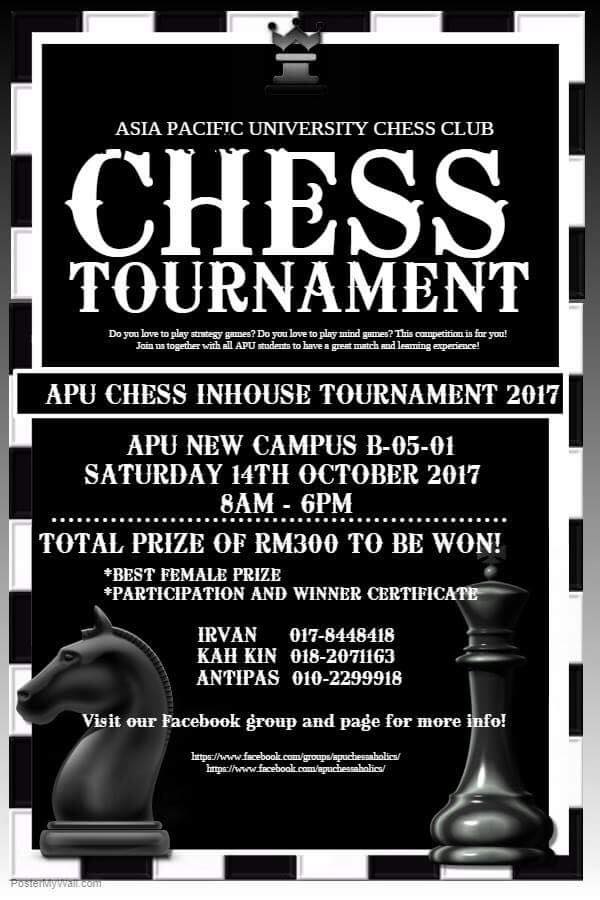 ASIA PACIFIC UNIVERSITY CHESS CLUB
CHESS
TOURNAMENT
Do you love to play strategy games? Do you love to play mind games? This competition is for you!
Join us together with all APU students to have a great match and learning experience!
APU CHESS INHOUSE TOURNAMENT 2017
APU NEW CAMPUS B-05-01
SATURDAY 14TH OCTOBER 2017
8AM - 6PM
TOTAL PRIZE OF RM300 TO BE WON!
*BEST FEMALE PRIZE
*PARTICIPATION AND WINNER CERTIFICATE
IRVAN 017-8448418
KAH KIN 018-2071163
ANTIPAS 010-2299918
Visit our Facebook group and page for more info!
https://www.facebook.com/groups/apuchessaholics/
https://www.facebook.com/apuchessaholics/
PosterMyWall.com